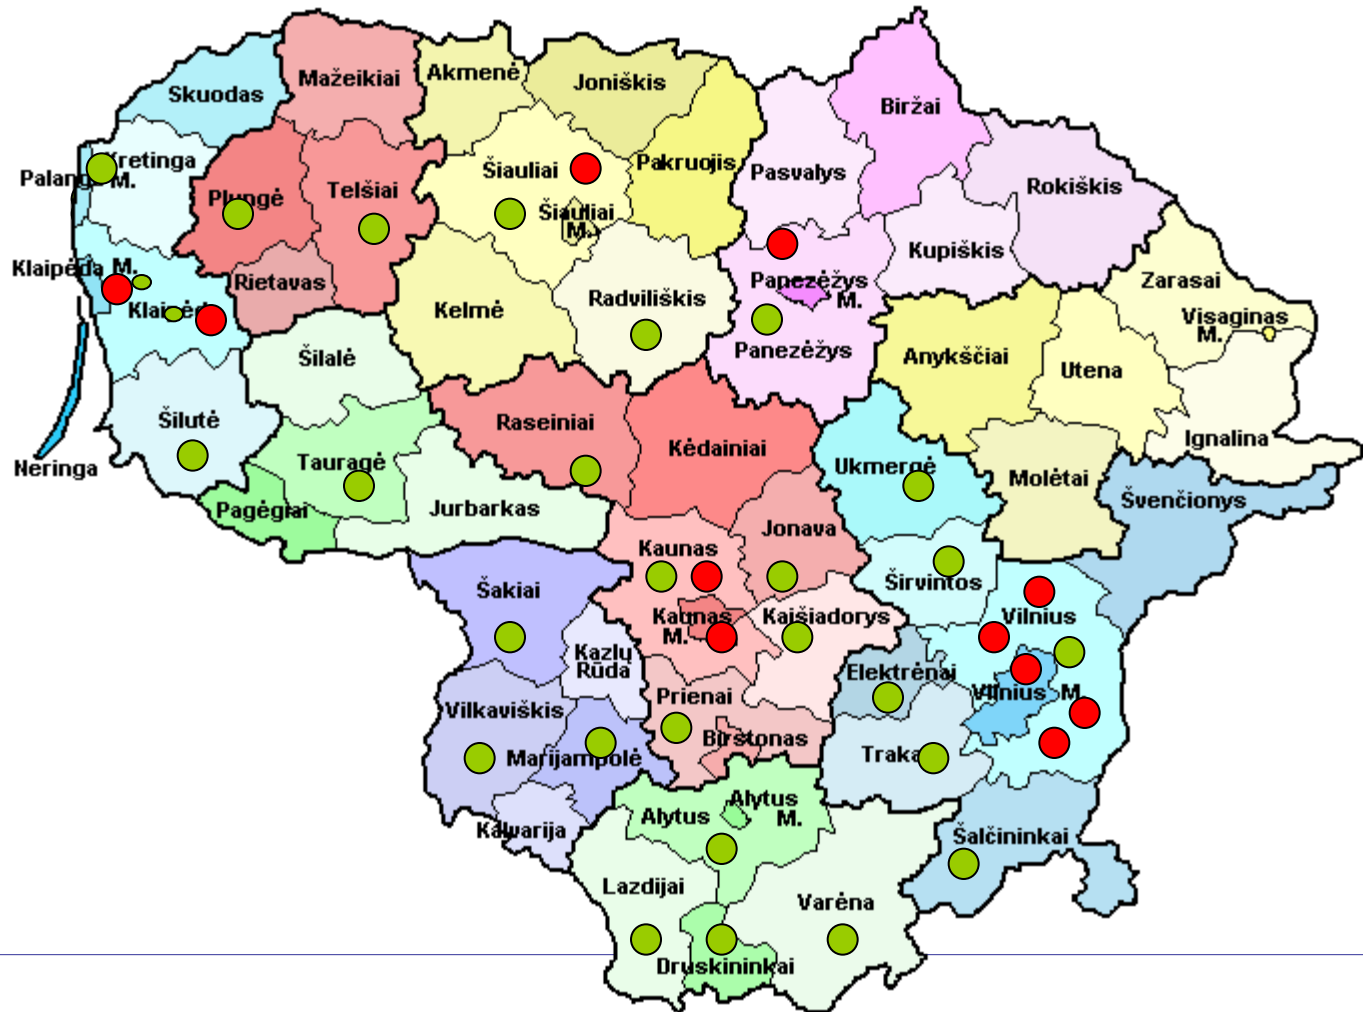 Mažeikiai
Akmenė
Joniškis
Skuodas
Biržai
Kretinga
M.
Palanga
Plungė
Telšiai
Šiauliai
Šiauliai
M.
Pakruojis
Pasvalys
Rokiškis
Kupiškis
Klaipėda M.
Klaipėda
Rietavas
Kelmė
Radviliškis
Panezėžys
M.
Panezėžys
Zarasai
Visaginas
M.
Anykščiai
Utena
Šilalė
Šilutė
Neringa
Tauragė
Pagėgiai
Jurbarkas
Raseiniai
Kėdainiai
Ukmergė
Molėtai
Ignalina
Švenčionys
Jonava
Kaunas
Kaunas
M.
Kaišiadorys
Širvintos
Vilnius
Vilnius M.
Elektrėnai
Šakiai
Kazlų
Rūda
Prienai
Birštonas
Vilkaviškis
Marijampolė
Trakai
Kalvarija
Alytus
Alytus
M.
Šalčininkai
Lazdijai
Varėna
Druskininkai